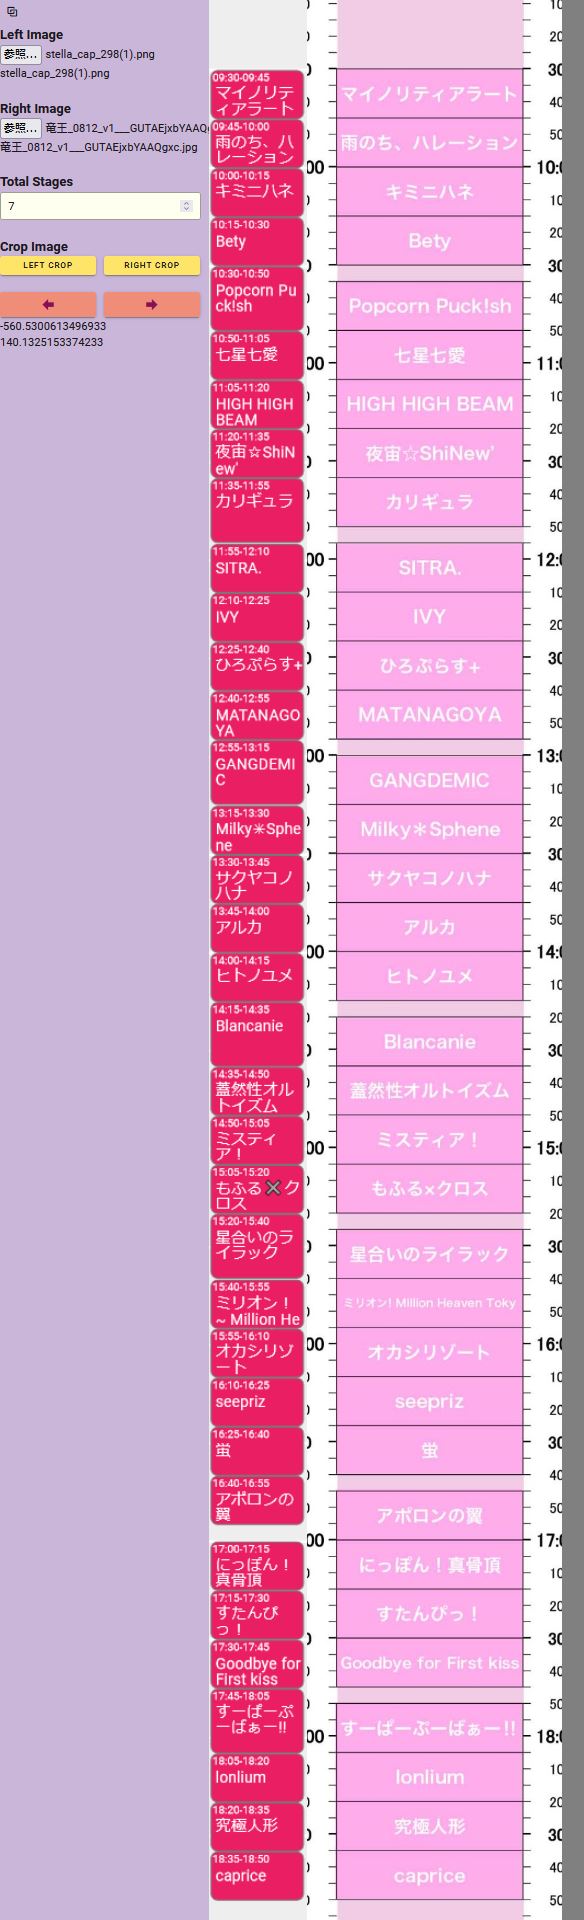 Left Image
参照... stella_cap_298(1).png
stella_cap_298(1).png
Right Image
参照... 竜王_0812_v1___GUTAEjxbYAAQg
竜王_0812_v1___GUTAEjxbYAAQgxc.jpg
Total Stages
7
Crop Image
LEFT CROP RIGHT CROP
-560.5300613496933
140.1325153374233
09:30-09:45
マイノリテ
ィアラート
09:45-10:00
雨のち、ハ
レーション
10:00-10:15
キミニハネ
10:15-10:30
Bety
10:30-10:50
Popcorn Pu
ck!sh
10:50-11:05
七星七愛
11:05-11:20
HIGH HIGH
BEAM
11:20-11:35
夜宙☆ShiN
ew'
11:35-11:55
カリギュラ
11:55-12:10
SITRA.
12:10-12:25
IVY
12:25-12:40
ひろぷらす+
12:40-12:55
MATANAGO
YA
12:55-13:15
GANGDEMI
C
13:15-13:30
Milky✳Sphe
ne
13:30-13:45
サクヤコノ
ハナ
13:45-14:00
アルカ
14:00-14:15
ヒトノユメ
14:15-14:35
Blancanie
14:35-14:50
蓋然性オル
トイズム
14:50-15:05
ミスティ
ア！
15:05-15:20
もふる✖ク
ロス
15:20-15:40
星合いのラ
イラック
15:40-15:55
ミリオン！
~ Million He
15:55-16:10
オカシリゾ
ート
16:10-16:25
seepriz
16:25-16:40
蛍
16:40-16:55
アポロンの
翼
17:00-17:15
にっぽん！
真骨頂
17:15-17:30
すたんぴ
っ！
17:30-17:45
Goodbye for
First kiss
17:45-18:05
すーぱーぷ
ーばぁー!!
18:05-18:20
Ionlium
18:20-18:35
究極人形
18:35-18:50
caprice
マイノリティアラート
雨のち、ハレーション
キミニハネ
Bety
Popcorn Puck!sh
七星七愛
HIGH HIGH BEAM
夜宙☆ShiNew'
カリギュラ
SITRA.
IVY
ひろぷらす+
MATANAGOYA
GANGDEMIC
Milky＊Sphene
サクヤコノハナ
アルカ
ヒトノユメ
Blancanie
蓋然性オルトイズム
ミスティア！
もふる×クロス
星合いのライラック
ミリオン! Million Heaven Toky
オカシリゾート
seepriz
蛍
アポロンの翼
にっぽん！真骨頂
すたんぴっ！
Goodbye for First kiss
すーぱーぷーばぁー!!
Ionlium
究極人形
caprice
10
20
30
40
50
10:0
10
20
30
40
50
11:0
10
20
30
40
50
12:0
10
20
30
40
50
13:0
10
20
30
40
50
14:0
10
20
30
40
50
15:0
10
20
30
40
50
16:0
10
20
30
40
50
17:0
10
20
30
40
50
18:0
10
20
30
40
50